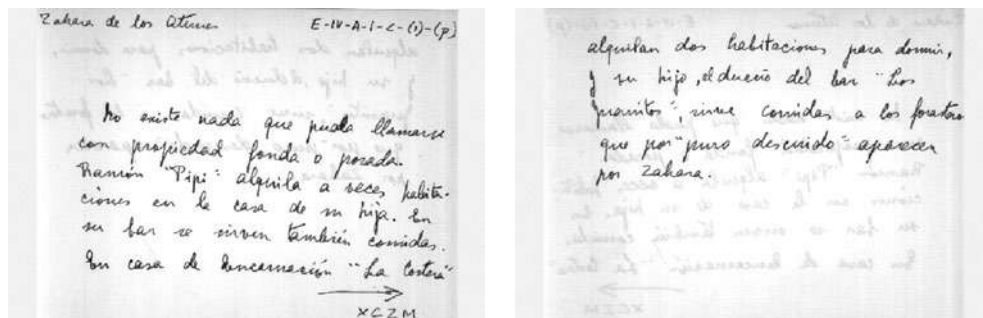 Zahara de los Atunes E-IV-A-1-c-(1)-(p)
No existe nada que pueda llamarse
con propiedad fonda o posada.
Ramón "Pipi" alquila a veces habita-
ciones en la casa de su hija. En
su bar se sirven también comidas.
En casa de Encarnación "La Costera"
XCZM
alquilan dos habitaciones para dormir,
y su hijo, el dueño del bar "Los
, sirve comidas a los forasteros
que por puro descuido aparecen
por Zahara.